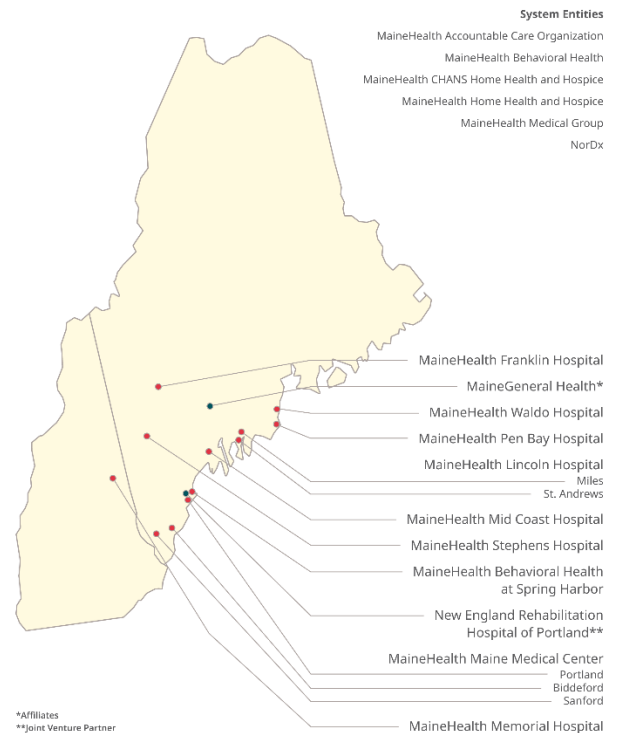 System Entities
MaineHealth Accountable Care Organization
MaineHealth Behavioral Health
MaineHealth CHANS Home Health and Hospice
MaineHealth Home Health and Hospice
MaineHealth Medical Group
NorDx
MaineHealth Franklin Hospital
MaineGeneral Health*
MaineHealth Waldo Hospital
MaineHealth Pen Bay Hospital
MaineHealth Lincoln Hospital
Miles
St. Andrews
MaineHealth Mid Coast Hospital
MaineHealth Stephens Hospital
MaineHealth Behavioral Health
at Spring Harbor
New England Rehabilitation
Hospital of Portland**
MaineHealth Maine Medical Center
Portland
Biddeford
Sanford
MaineHealth Memorial Hospital
*Affiliates
**Joint Venture Partner